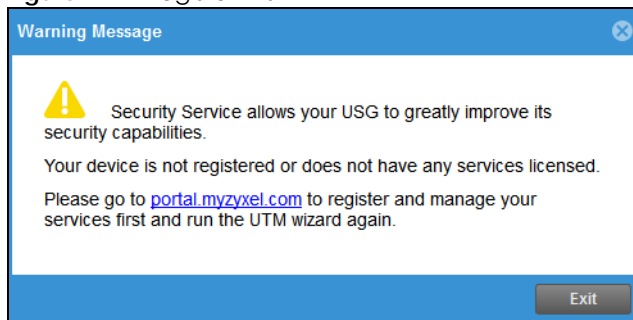 Warning Message
Security Service allows your USG to greatly improve its
security capabilities.
Your device is not registered or does not have any services licensed.
Please go to portal.myzyxel.com to register and manage your
services first and run the UTM wizard again.
Exit